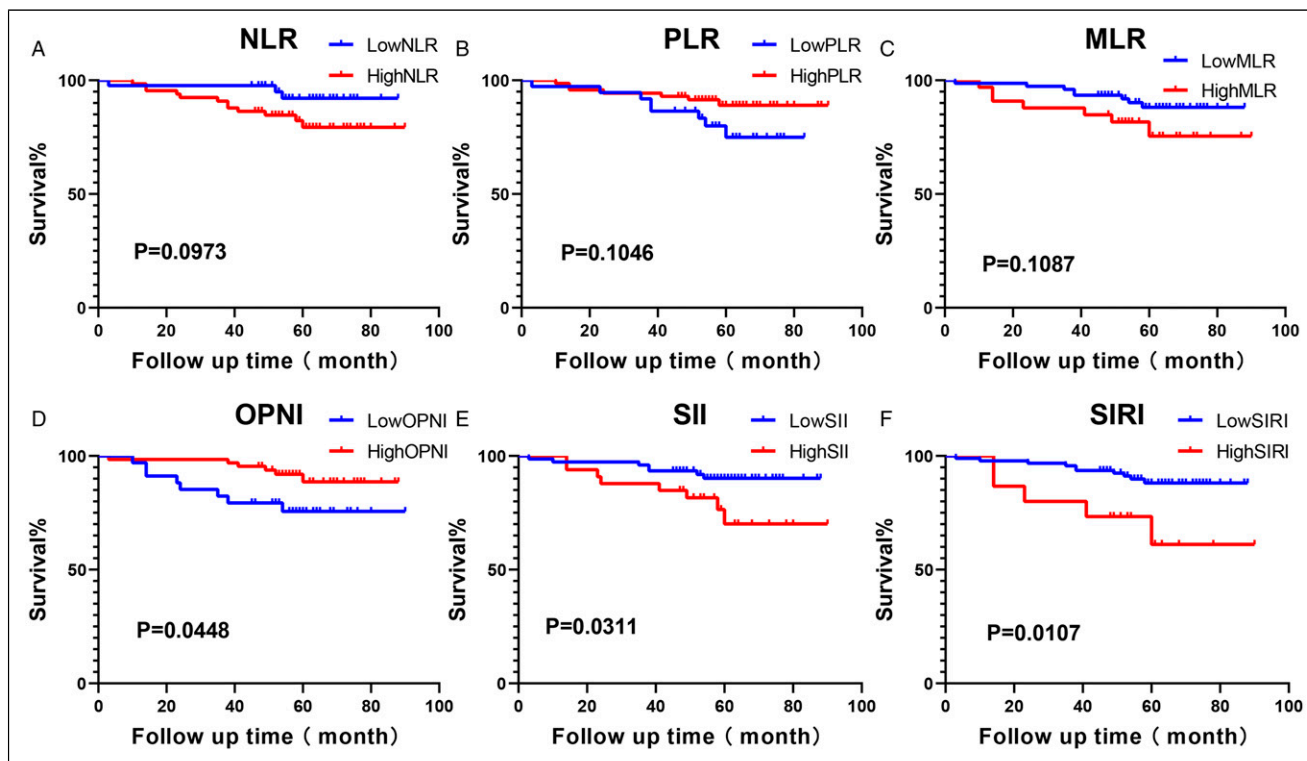 A
NLR
LowNLR
HighNLR
100
50
0
Survival%
P=0.0973
0 20 40 60 80 100
Follow up time（ month）
B
PLR
LowPLR
HighPLR
100
50
0
Survival%
P=0.1046
0 20 40 60 80 100
Follow up time（ month）
C
MLR
LowMLR
HighMLR
100
50
0
Survival%
P=0.1087
0 20 40 60 80 100
Follow up time（ month）
D
OPNI
LowOPNI
HighOPNI
100
50
0
Survival%
P=0.0448
0 20 40 60 80 100
Follow up time（ month）
E
SII
LowSII
HighSII
100
50
0
Survival%
P=0.0311
0 20 40 60 80 100
Follow up time（ month）
F
SIRI
LowSIRI
HighSIRI
100
50
0
Survival%
P=0.0107
0 20 40 60 80 100
Follow up time（ month）